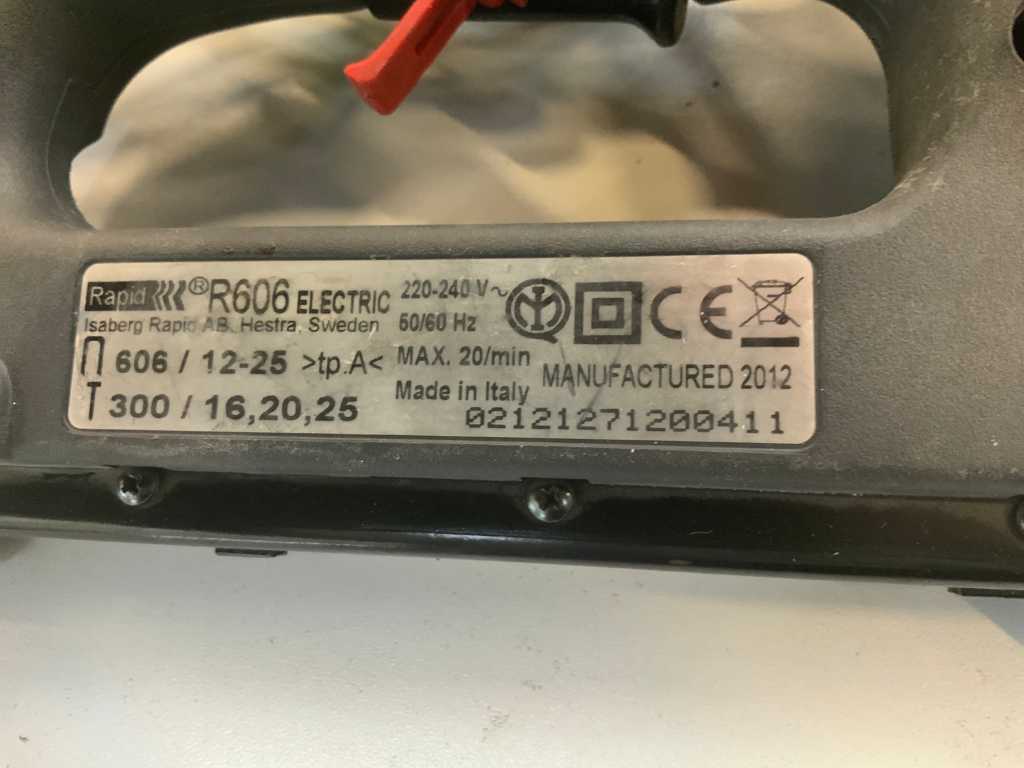 Rapid ® R606 ELECTRIC
Isaberg Rapid AB, Hestra, Sweden
606 / 12-25 >tp.A<
300 / 16,20,25
220-240 V~
50/60 Hz
MAX. 20/min
Made in Italy
CE
MANUFACTURED 2012
02121271200411